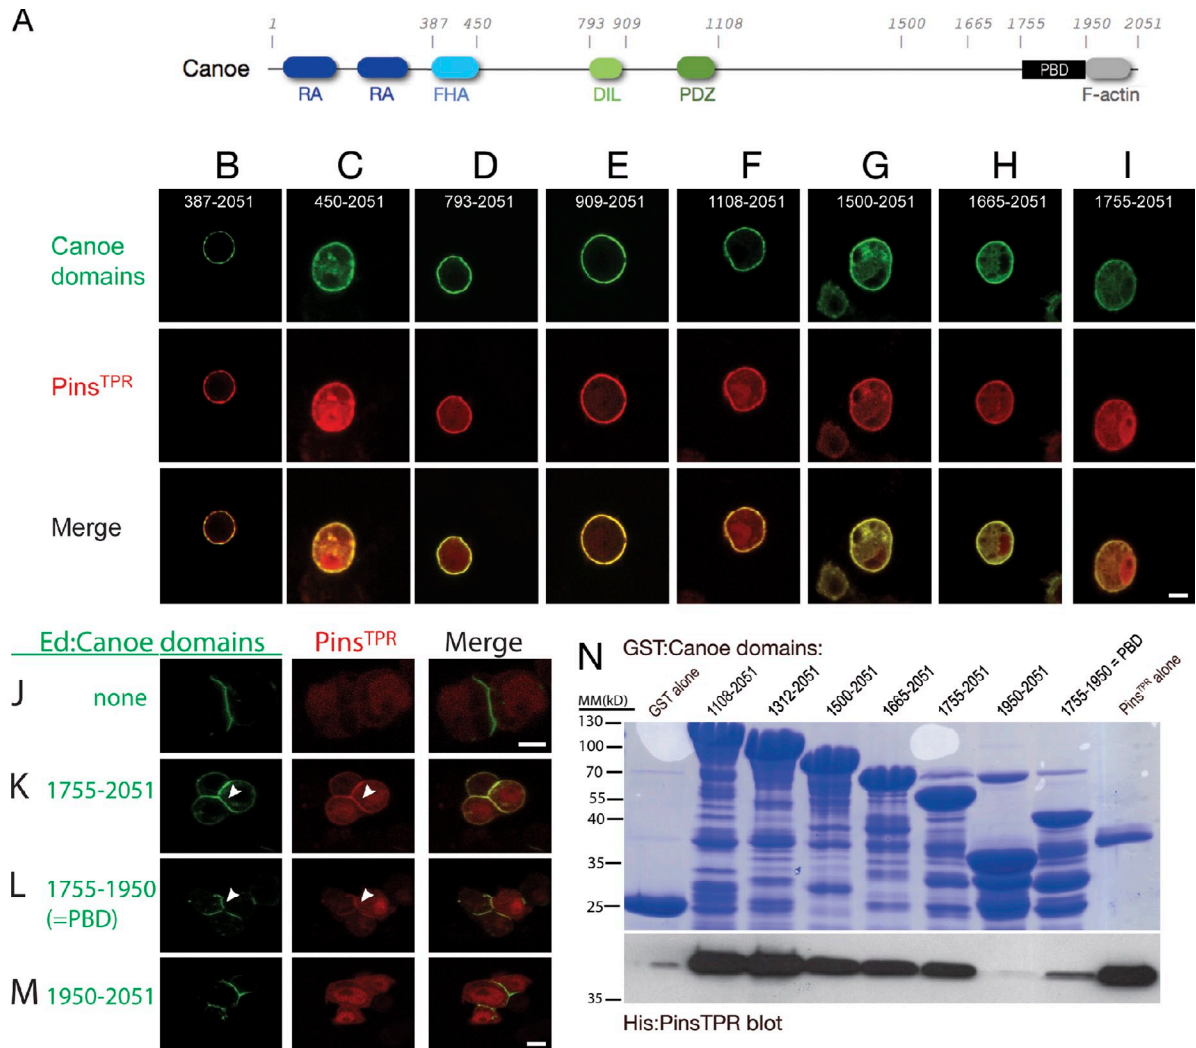 A
1 387 450 793 909 1108 1500 1665 1755 1950 2051
Canoe
PBD
RA RA FHA DIL PDZ F-actin
B C D E F G H I
387-2051 450-2051 793-2051 909-2051 1108-2051 1500-2051 1665-2051 1755-2051
Canoe
domains
PinsTPR
Merge
Ed:Canoe domains PinsTPR Merge
J none
K 1755-2051
L 1755-1950
(=PBD)
M 1950-2051
N GST:Canoe domains:
MM(kD) GST alone 1108-2051 1312-2051 1500-2051 1665-2051 1755-2051 1950-2051 1755-1950 = PBD PinsTPR alone
130
100
70
55
40
35
25
35
His:PinsTPR blot